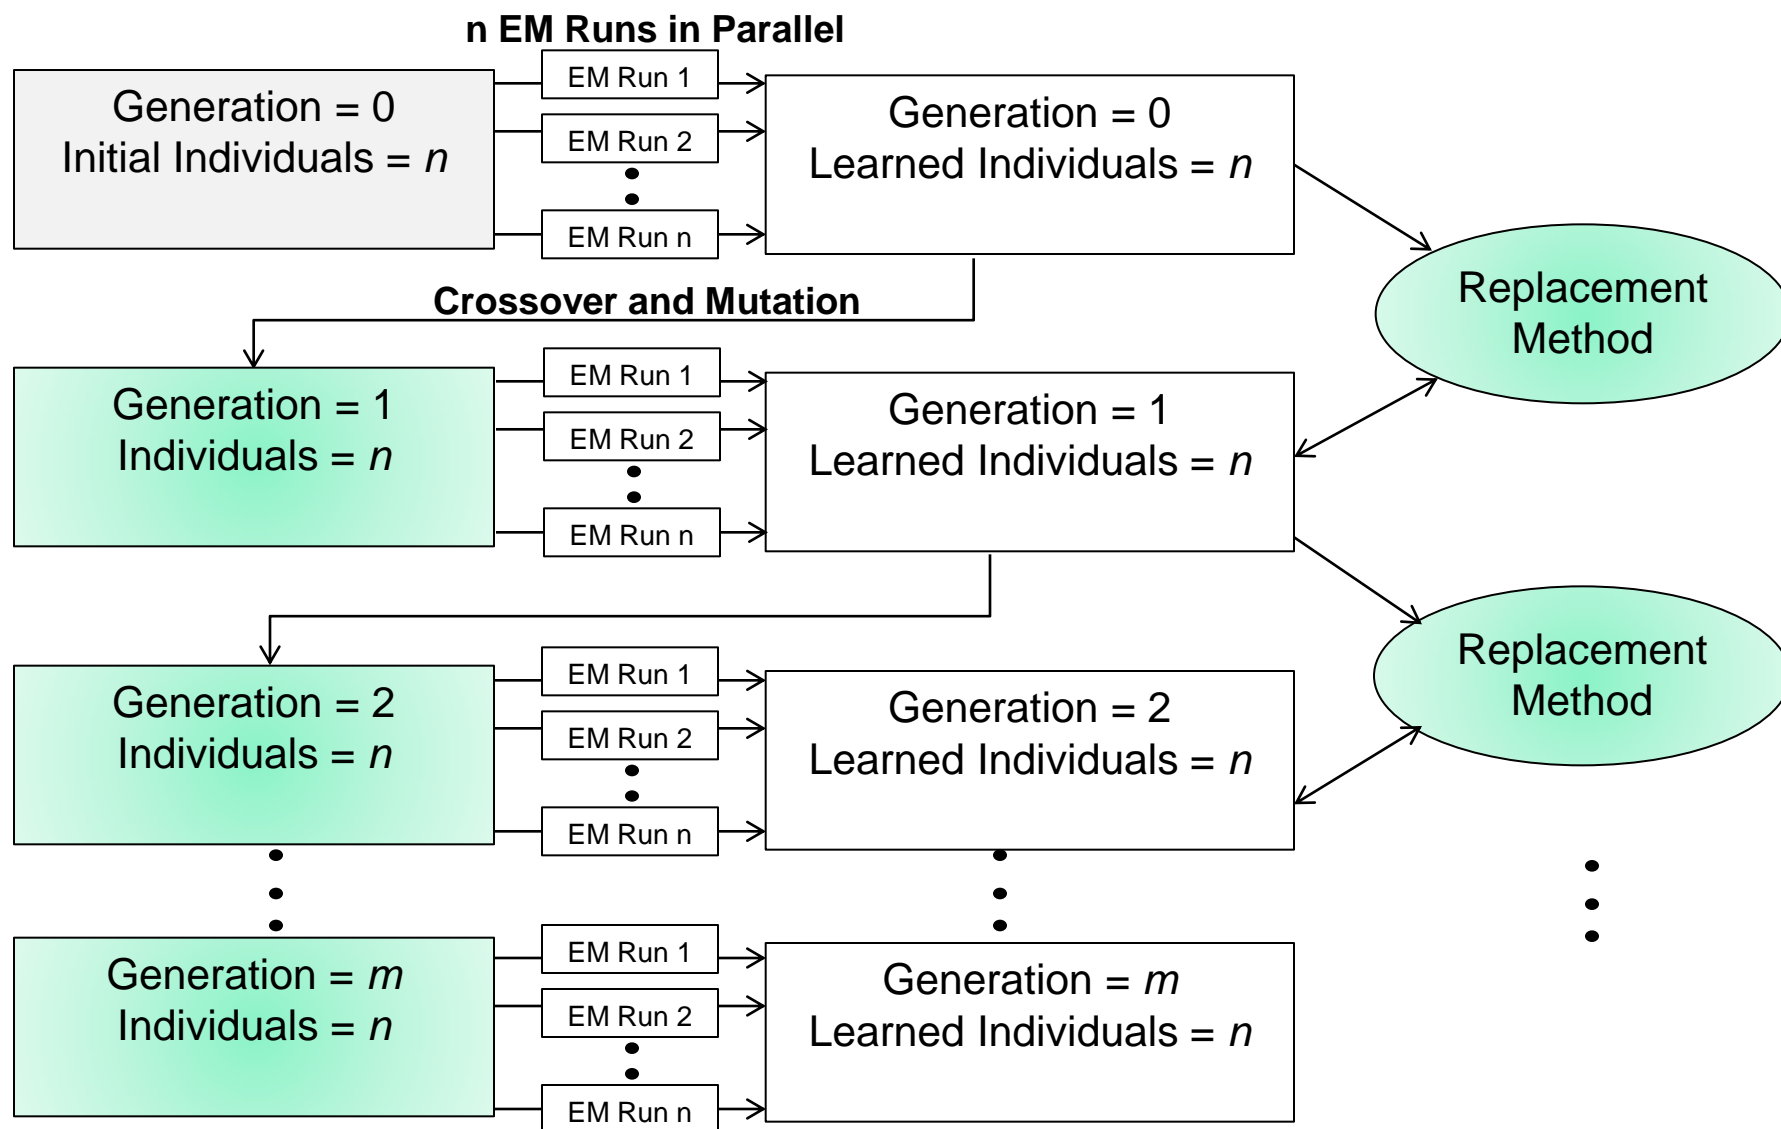 n EM Runs in Parallel
Generation = 0
Initial Individuals = n
EM Run 1
EM Run 2
EM Run n
Generation = 0
Learned Individuals = n
Replacement
Method
Crossover and Mutation
Generation = 1
Individuals = n
EM Run 1
EM Run 2
EM Run n
Generation = 1
Learned Individuals = n
Generation = 2
Individuals = n
EM Run 1
EM Run 2
EM Run n
Generation = 2
Learned Individuals = n
Replacement
Method
Generation = m
Individuals = n
EM Run 1
EM Run 2
EM Run n
Generation = m
Learned Individuals = n